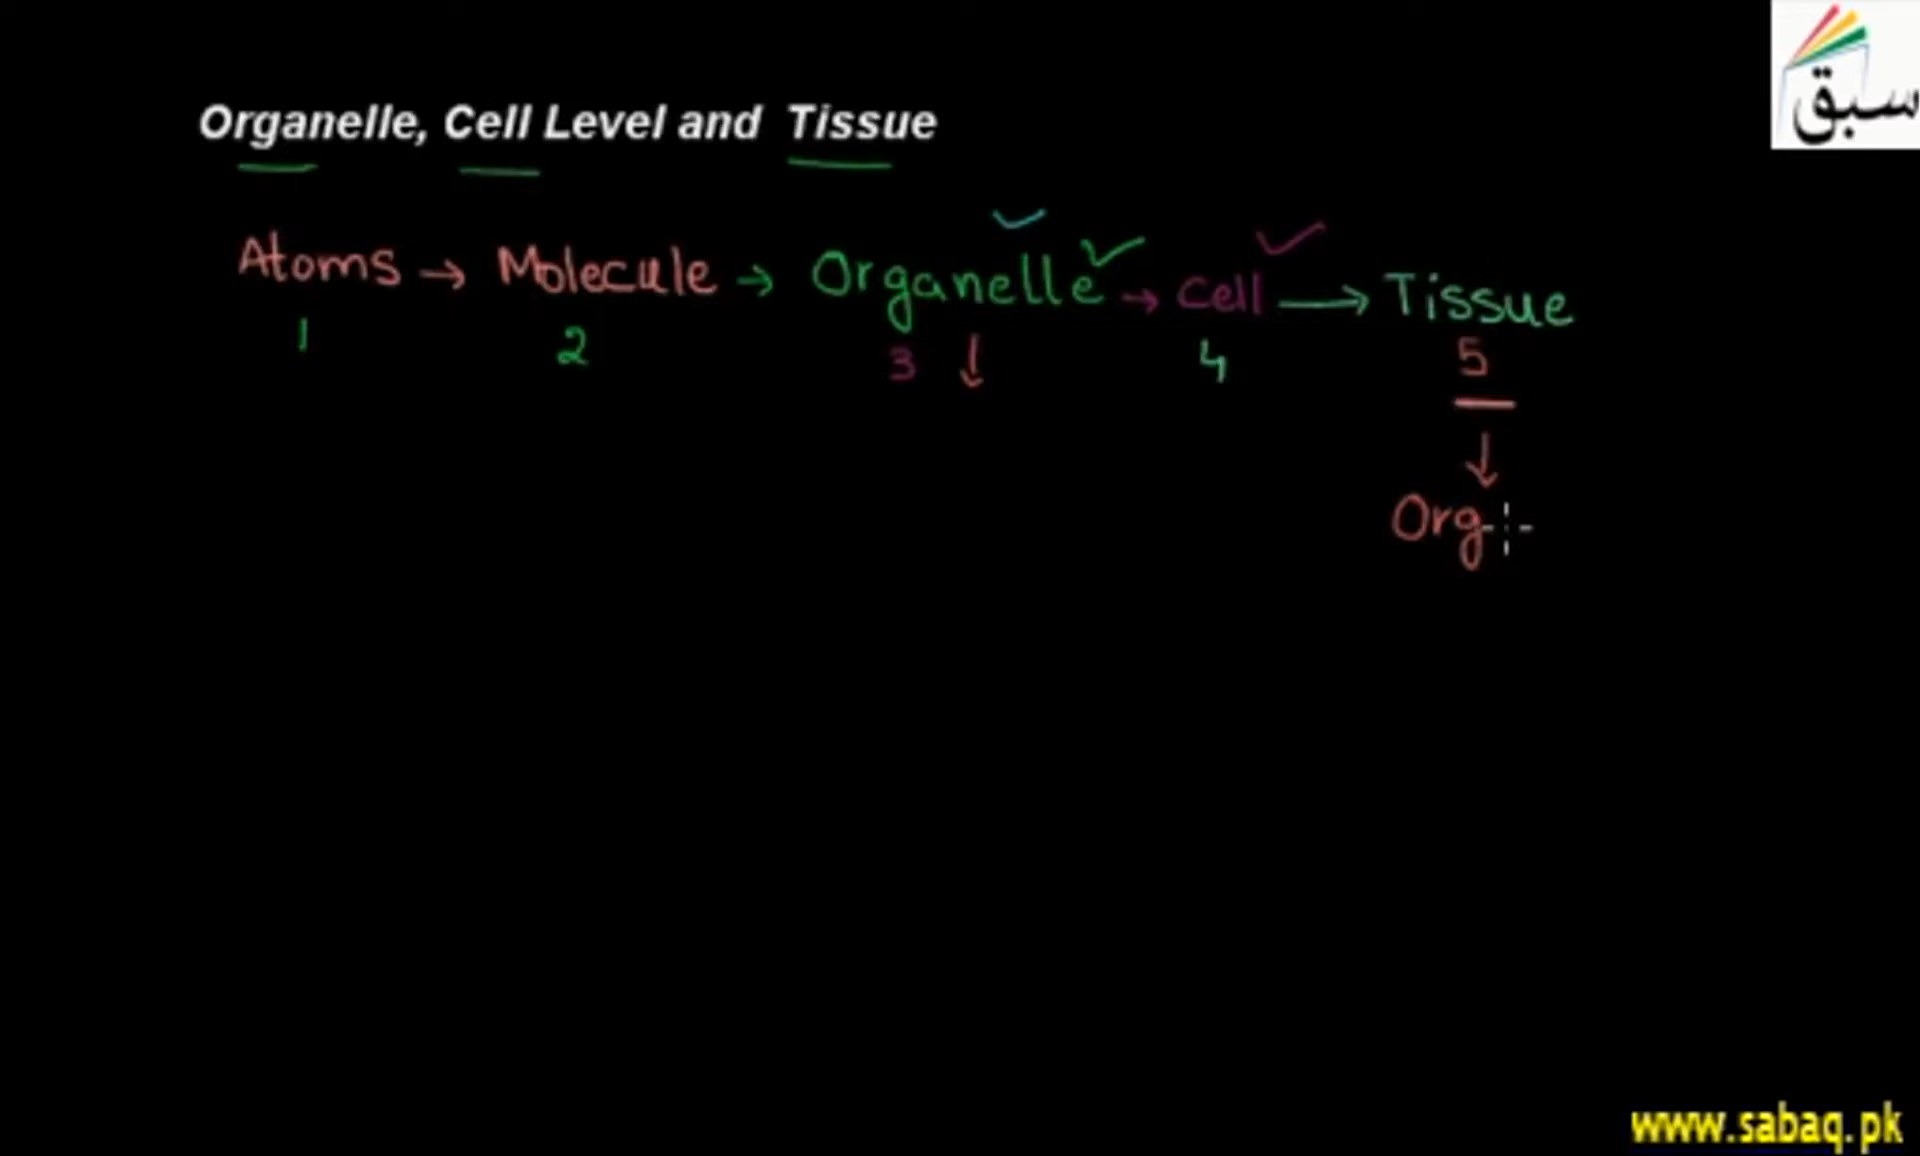 سبق
Organelle, Cell Level and Tissue
Atoms → Molecule → Organelle → Cell → Tissue
1 2 3 ↓ 4 5
↓
Org
www.sabaq.pk